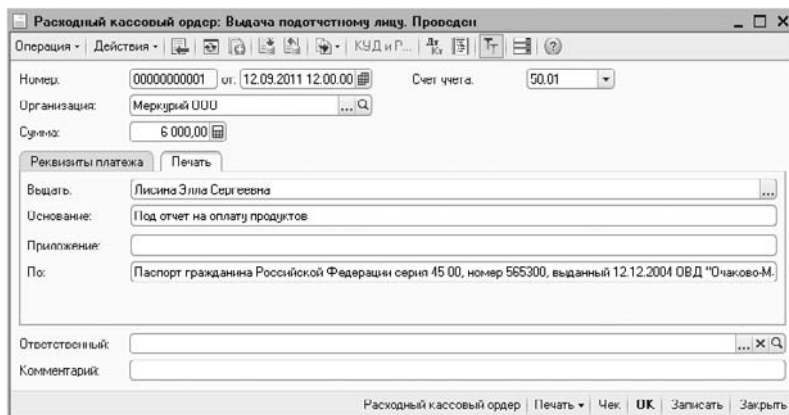 Расходный кассовый ордер: Выдача подотчетному лицу. Проведен
Операция Действия КУДиР... Дт Кт
Номер: 00000000001 от: 12.09.2011 12.00.00 Счет учета: 50.01
Организация: Меркурий ООО ...
Сумма: 6 000,00
Реквизиты платежа Печать
Выдать: Лисина Элла Сергеевна ...
Основание: Под отчет на оплату продуктов
Приложение:
По: Паспорт гражданина Российской Федерации серия 45 00, номер 565300, выданный 12.12.2004 ОВД "Очаково-М
Ответственный: ...
Комментарий:
Расходный кассовый ордер Печать Чек OK Записать Закрыть